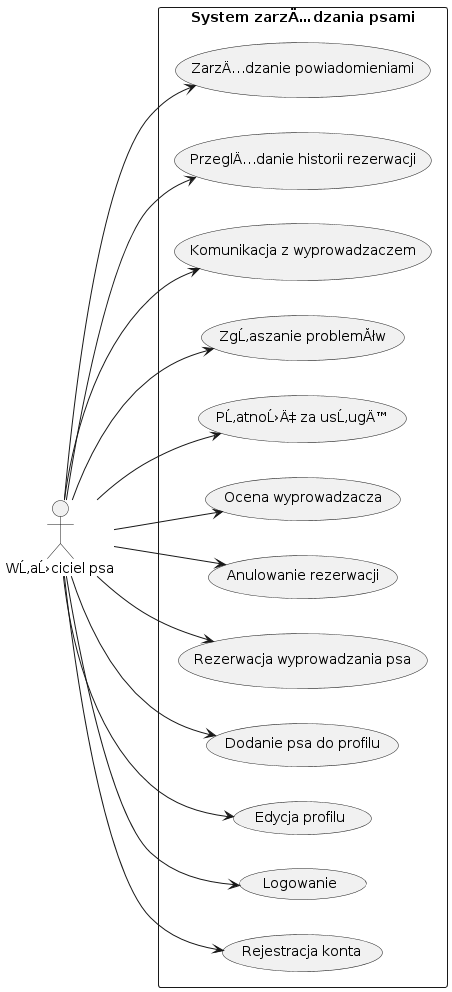 System zarzÄ…dzania psami
ZarzÄ…dzanie powiadomieniami
PrzeglÄ…danie historii rezerwacji
Komunikacja z wyprowadzaczem
ZgĹ‚aszanie problemĂłw
PĹ‚atnoĹ›Ä‡ za usĹ‚ugÄ™
Ocena wyprowadzacza
WĹ‚aĹ›ciciel psa
Anulowanie rezerwacji
Rezerwacja wyprowadzania psa
Dodanie psa do profilu
Edycja profilu
Logowanie
Rejestracja konta